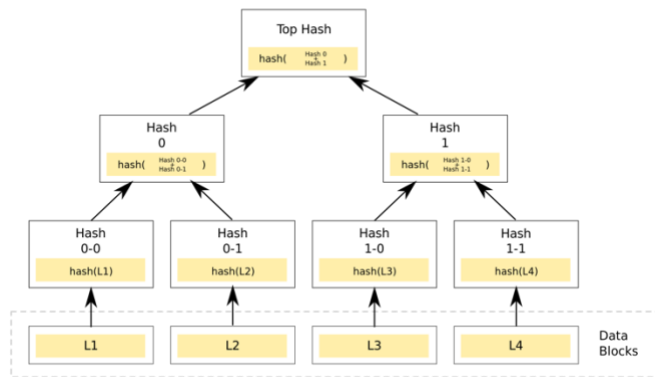 Top Hash
hash( Hash 0
+
Hash 1 )
Hash
0
hash( Hash 0-0
+
Hash 0-1 )
Hash
1
hash( Hash 1-0
+
Hash 1-1 )
Hash
0-0
hash(L1)
Hash
0-1
hash(L2)
Hash
1-0
hash(L3)
Hash
1-1
hash(L4)
L1
L2
L3
L4
Data
Blocks